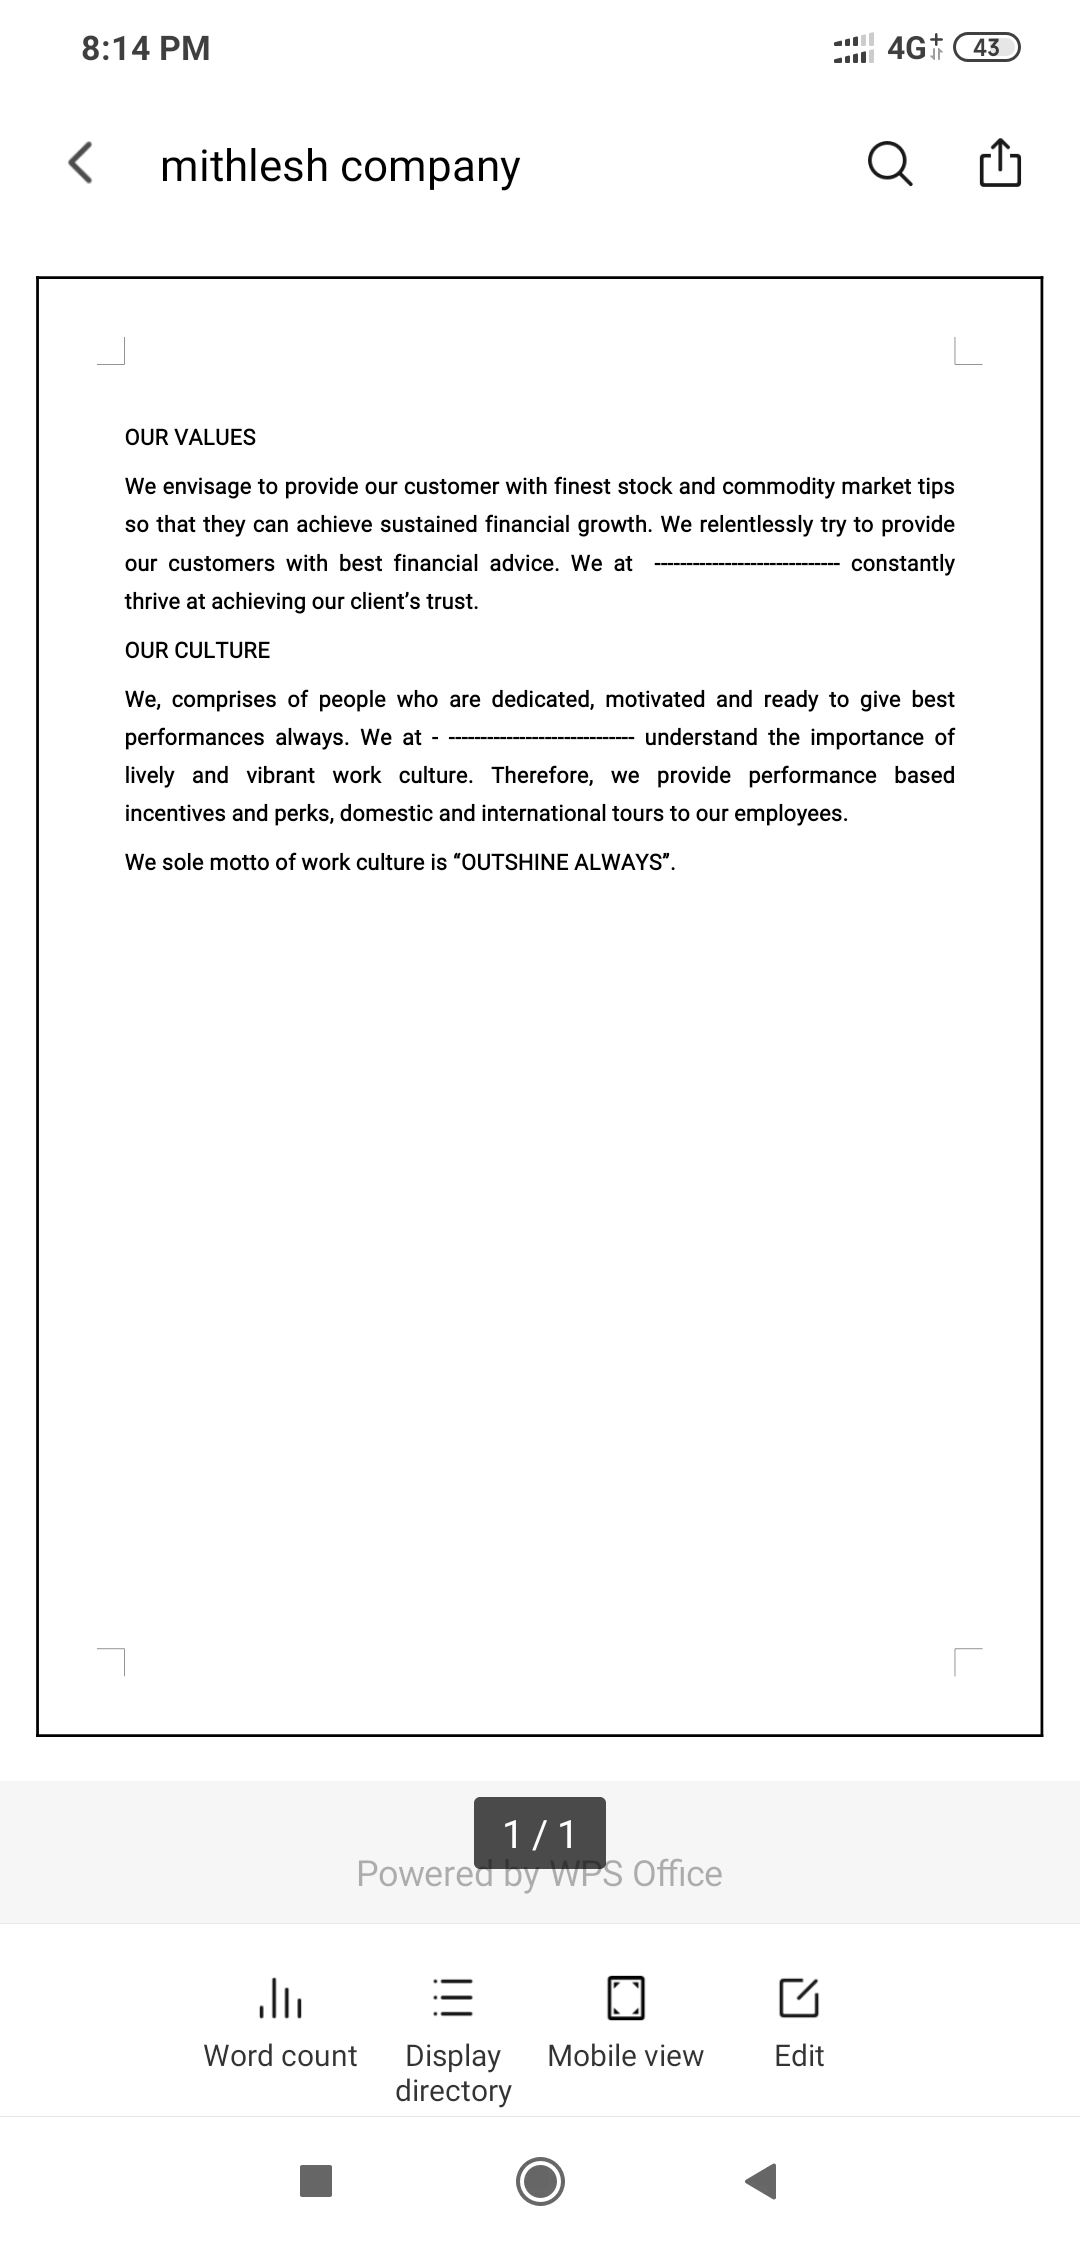 8:14 PM
4G+ 43
mithlesh company
OUR VALUES
We envisage to provide our customer with finest stock and commodity market tips
so that they can achieve sustained financial growth. We relentlessly try to provide
our customers with best financial advice. We at ----------------------------- constantly
thrive at achieving our client’s trust.
OUR CULTURE
We, comprises of people who are dedicated, motivated and ready to give best
performances always. We at - ----------------------------- understand the importance of
lively and vibrant work culture. Therefore, we provide performance based
incentives and perks, domestic and international tours to our employees.
We sole motto of work culture is “OUTSHINE ALWAYS”.
1 / 1
Powered by WPS Office
Word count
Display
directory
Mobile view
Edit